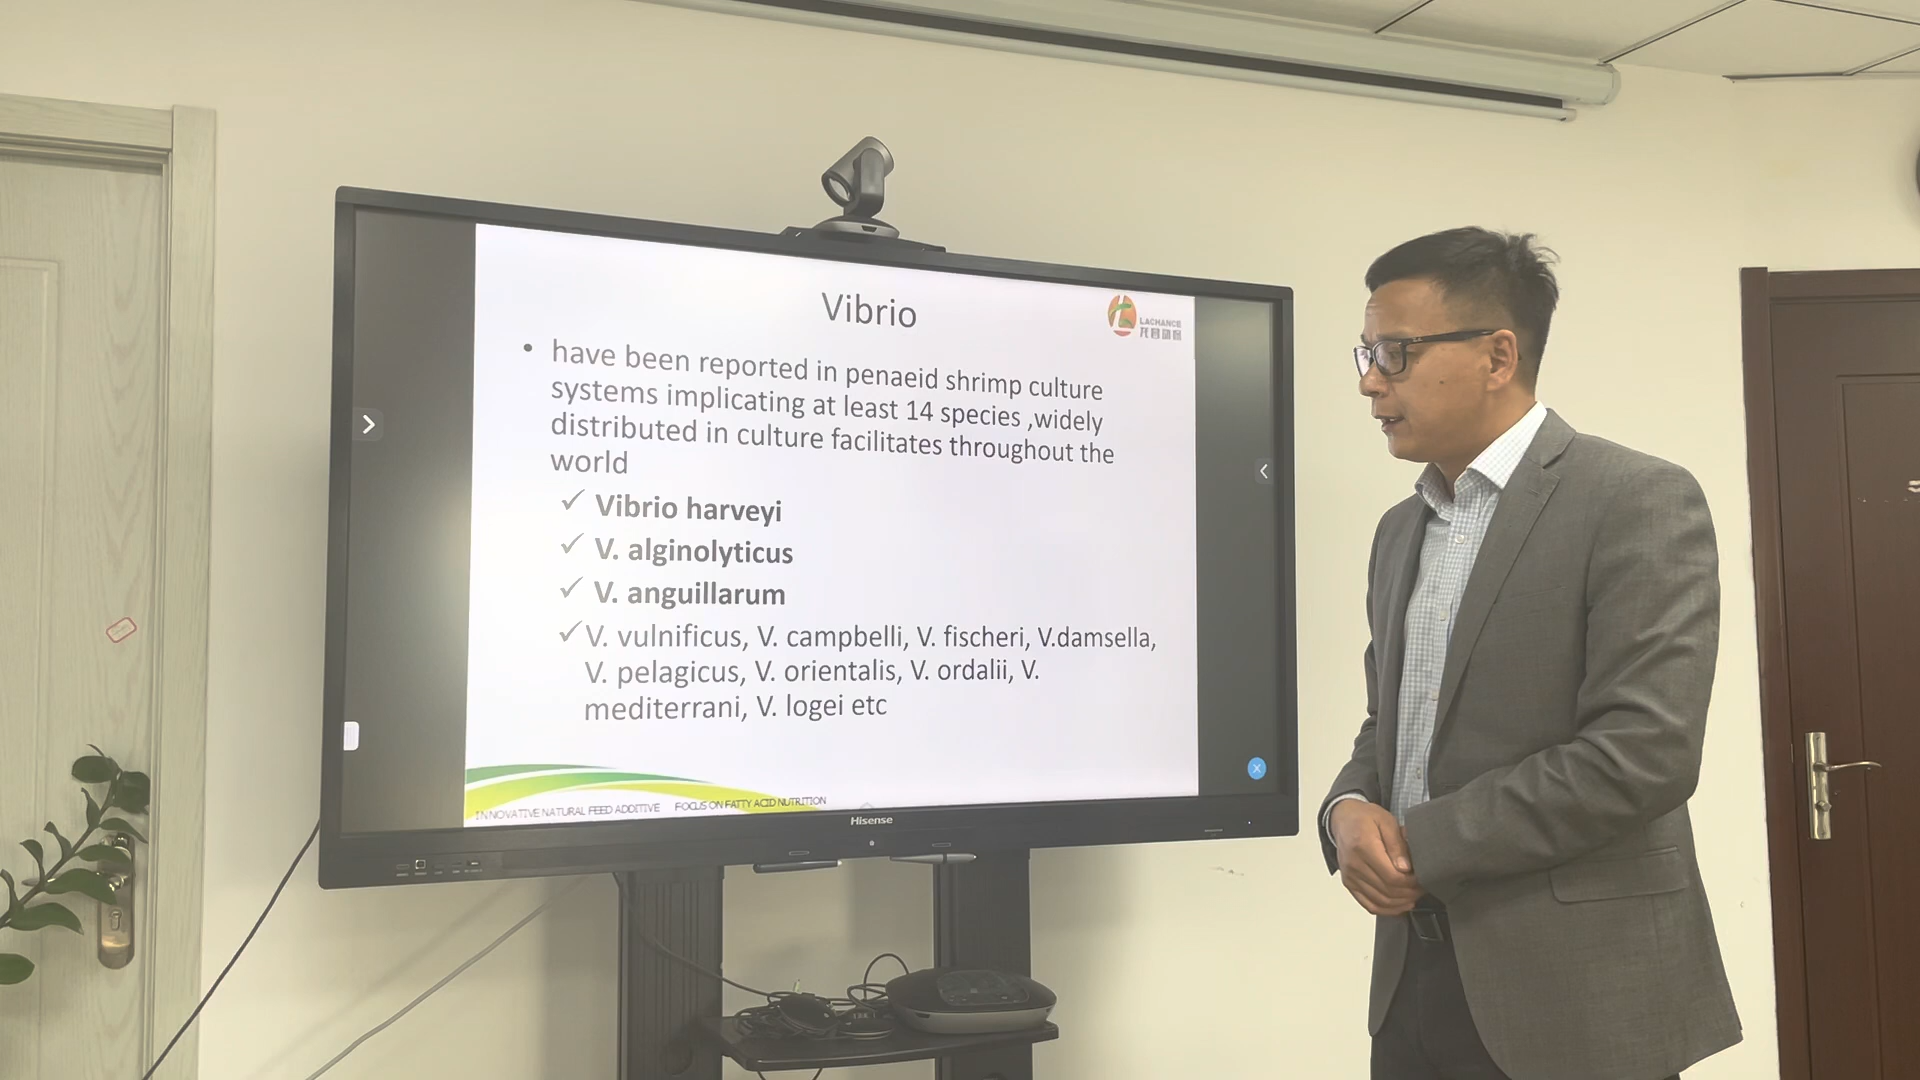 Vibrio
LACHANCE
• have been reported in penaeid shrimp culture
systems implicating at least 14 species ,widely
distributed in culture facilitates throughout the
world
✓ Vibrio harveyi
✓ V. alginolyticus
✓ V. anguillarum
✓ V. vulnificus, V. campbelli, V. fischeri, V.damsella,
V. pelagicus, V. orientalis, V. ordalii, V.
mediterrani, V. logei etc
INNOVATIVE NATURAL FEED ADDITIVE FOCUS ON FATTY ACID NUTRITION
Hisense